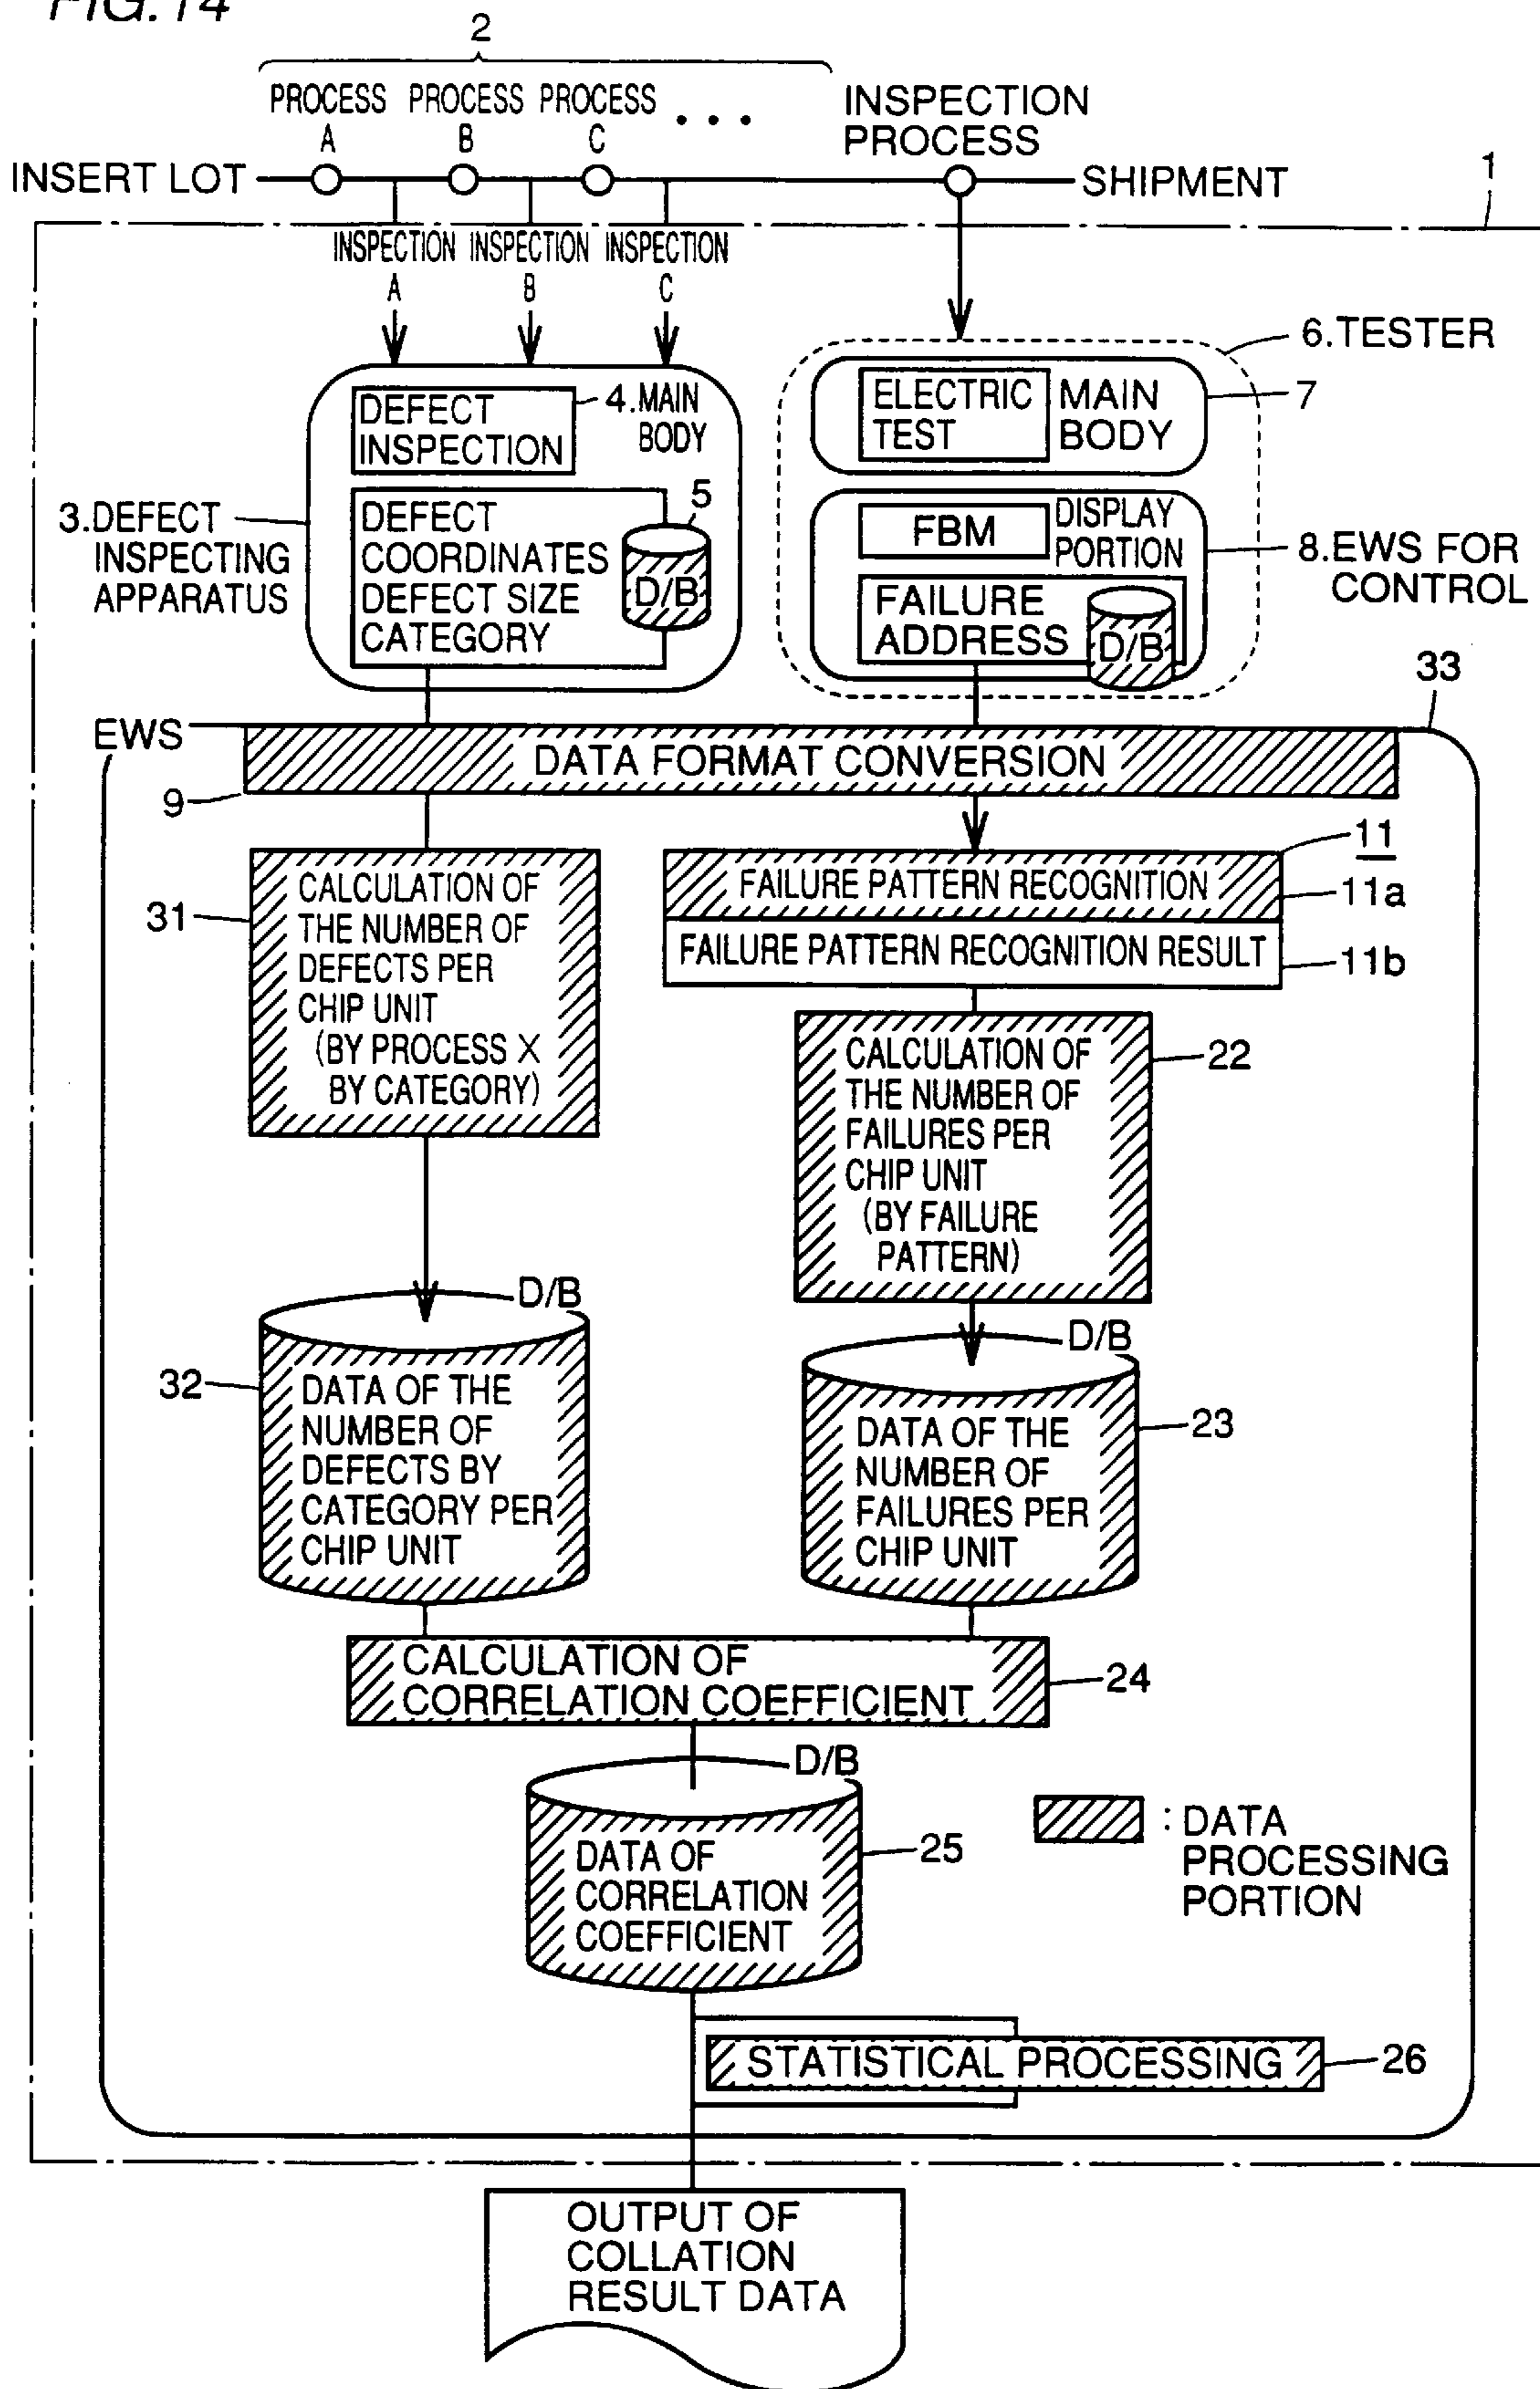 FIG.14
2
PROCESS PROCESS PROCESS
A B C
• • •
INSPECTION
PROCESS
INSERT LOT
SHIPMENT
1
INSPECTION INSPECTION INSPECTION
A B C
6.TESTER
DEFECT
INSPECTION
4.MAIN
BODY
ELECTRIC
TEST
MAIN
BODY
7
3.DEFECT
INSPECTING
APPARATUS
DEFECT
COORDINATES
DEFECT SIZE
CATEGORY
5
D/B
FBM
DISPLAY
PORTION
8.EWS FOR
CONTROL
FAILURE
ADDRESS
D/B
33
EWS
DATA FORMAT CONVERSION
9
11
31
CALCULATION OF
THE NUMBER OF
DEFECTS PER
CHIP UNIT
(BY PROCESS X
BY CATEGORY)
FAILURE PATTERN RECOGNITION
11a
FAILURE PATTERN RECOGNITION RESULT
11b
CALCULATION OF
THE NUMBER OF
FAILURES PER
CHIP UNIT
(BY FAILURE
PATTERN)
22
D/B
32
DATA OF THE
NUMBER OF
DEFECTS BY
CATEGORY PER
CHIP UNIT
D/B
DATA OF THE
NUMBER OF
FAILURES PER
CHIP UNIT
23
CALCULATION OF
CORRELATION COEFFICIENT
24
D/B
DATA OF
CORRELATION
COEFFICIENT
25
: DATA
PROCESSING
PORTION
STATISTICAL PROCESSING
26
OUTPUT OF
COLLATION
RESULT DATA